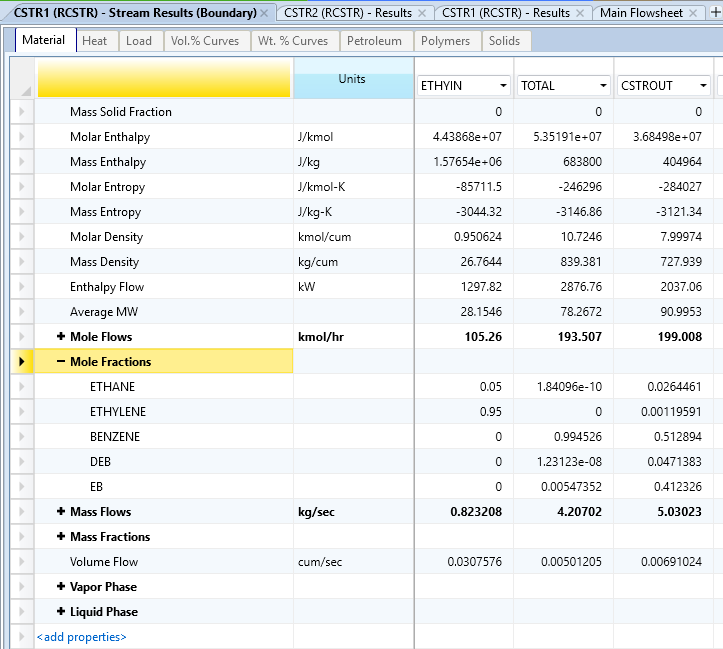 CSTR1 (RCSTR) - Stream Results (Boundary) × CSTR2 (RCSTR) - Results × CSTR1 (RCSTR) - Results × Main Flowsheet × +
Material Heat Load Vol.% Curves Wt. % Curves Petroleum Polymers Solids
Units ETHYIN TOTAL CSTROUT
Mass Solid Fraction 0 0 0
Molar Enthalpy J/kmol 4.43868e+07 5.35191e+07 3.68498e+07
Mass Enthalpy J/kg 1.57654e+06 683800 404964
Molar Entropy J/kmol-K -85711.5 -246296 -284027
Mass Entropy J/kg-K -3044.32 -3146.86 -3121.34
Molar Density kmol/cum 0.950624 10.7246 7.99974
Mass Density kg/cum 26.7644 839.381 727.939
Enthalpy Flow kW 1297.82 2876.76 2037.06
Average MW 28.1546 78.2672 90.9953
+ Mole Flows kmol/hr 105.26 193.507 199.008
− Mole Fractions
ETHANE 0.05 1.84096e-10 0.0264461
ETHYLENE 0.95 0 0.00119591
BENZENE 0 0.994526 0.512894
DEB 0 1.23123e-08 0.0471383
EB 0 0.00547352 0.412326
+ Mass Flows kg/sec 0.823208 4.20702 5.03023
+ Mass Fractions
Volume Flow cum/sec 0.0307576 0.00501205 0.00691024
+ Vapor Phase
+ Liquid Phase
<add properties>